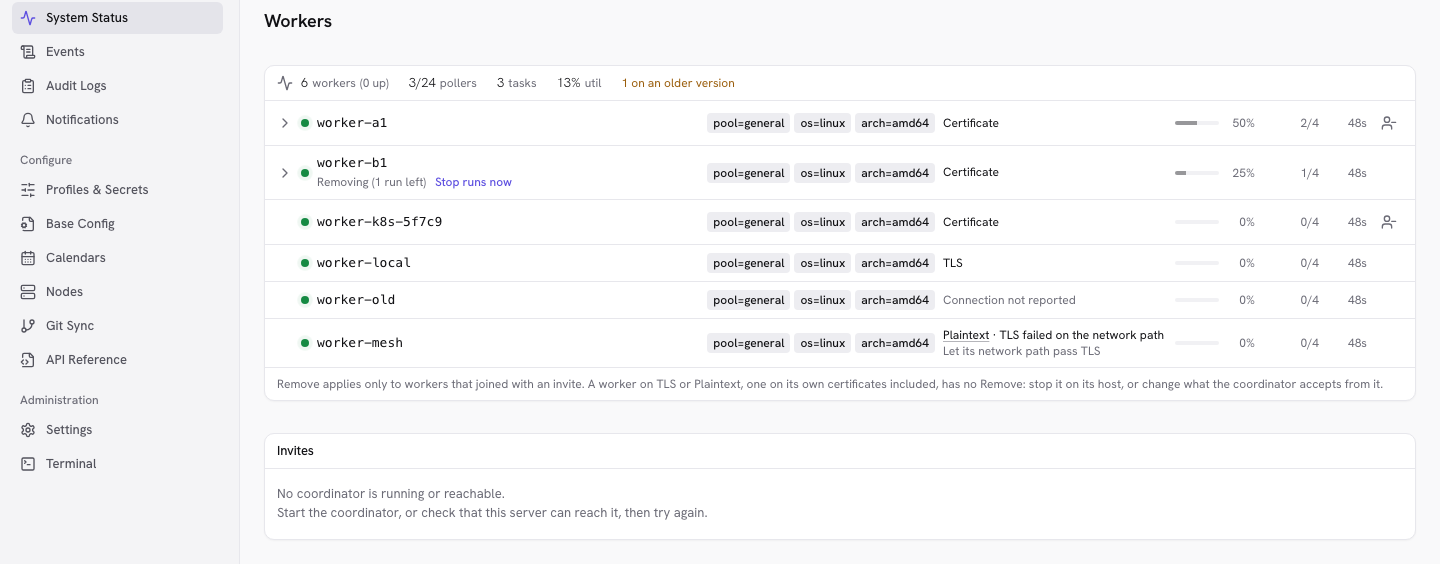 System Status
Events
Audit Logs
Notifications
Configure
Profiles & Secrets
Base Config
Calendars
Nodes
Git Sync
API Reference
Administration
Settings
Terminal
Workers
6 workers (0 up) 3/24 pollers 3 tasks 13% util 1 on an older version
worker-a1 pool=general os=linux arch=amd64 Certificate 50% 2/4 48s
worker-b1
Removing (1 run left) Stop runs now pool=general os=linux arch=amd64 Certificate 25% 1/4 48s
worker-k8s-5f7c9 pool=general os=linux arch=amd64 Certificate 0% 0/4 48s
worker-local pool=general os=linux arch=amd64 TLS 0% 0/4 48s
worker-old pool=general os=linux arch=amd64 Connection not reported 0% 0/4 48s
worker-mesh pool=general os=linux arch=amd64 Plaintext · TLS failed on the network path 0% 0/4 48s
Let its network path pass TLS
Remove applies only to workers that joined with an invite. A worker on TLS or Plaintext, one on its own certificates included, has no Remove: stop it on its host, or change what the coordinator accepts from it.
Invites
No coordinator is running or reachable.
Start the coordinator, or check that this server can reach it, then try again.